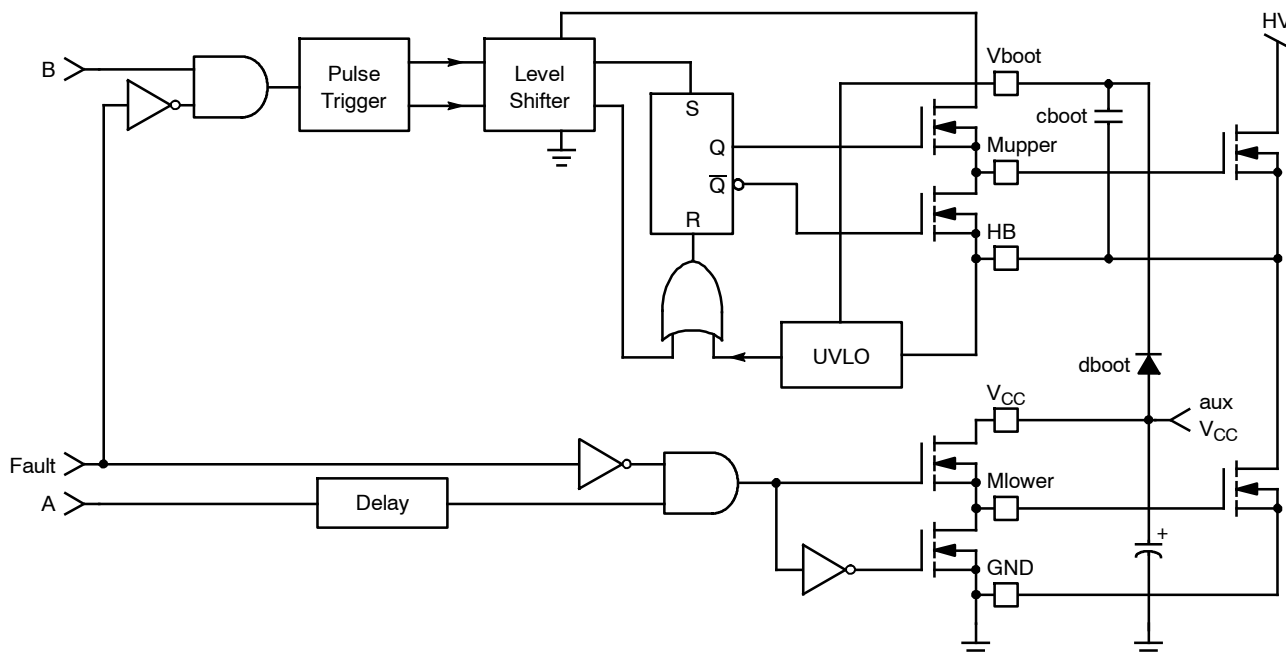 HV
B
Pulse
Trigger
Level
Shifter
Vboot
cboot
S
Q
Mupper
Q
R
HB
UVLO
dboot
VCC
aux
VCC
Fault
A
Delay
Mlower
+
GND